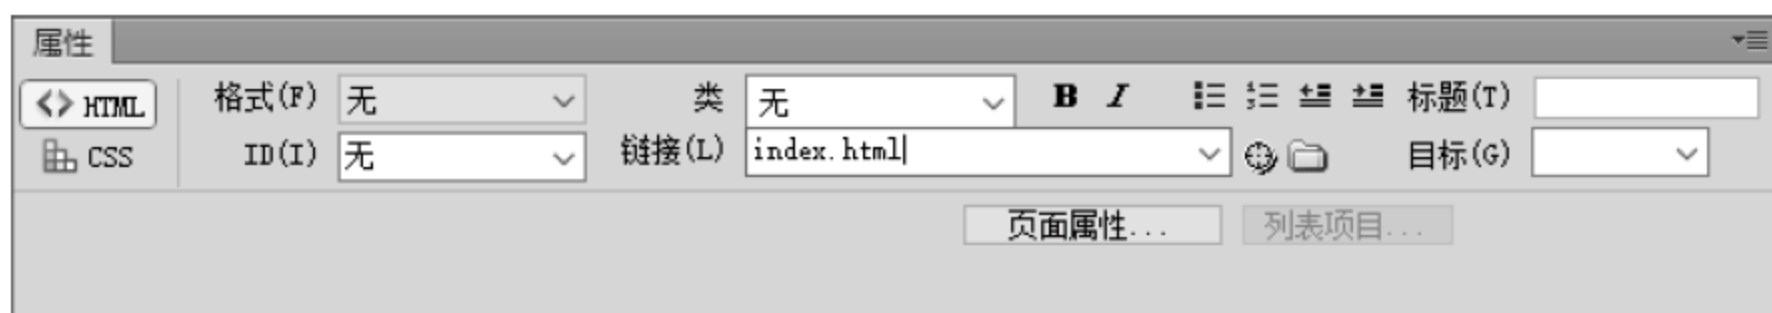 属性
<> HTML 格式(F) 无 类 无 B I 标题(T)
CSS ID(I) 无 链接(L) index.html 目标(G)
页面属性... 列表项目...